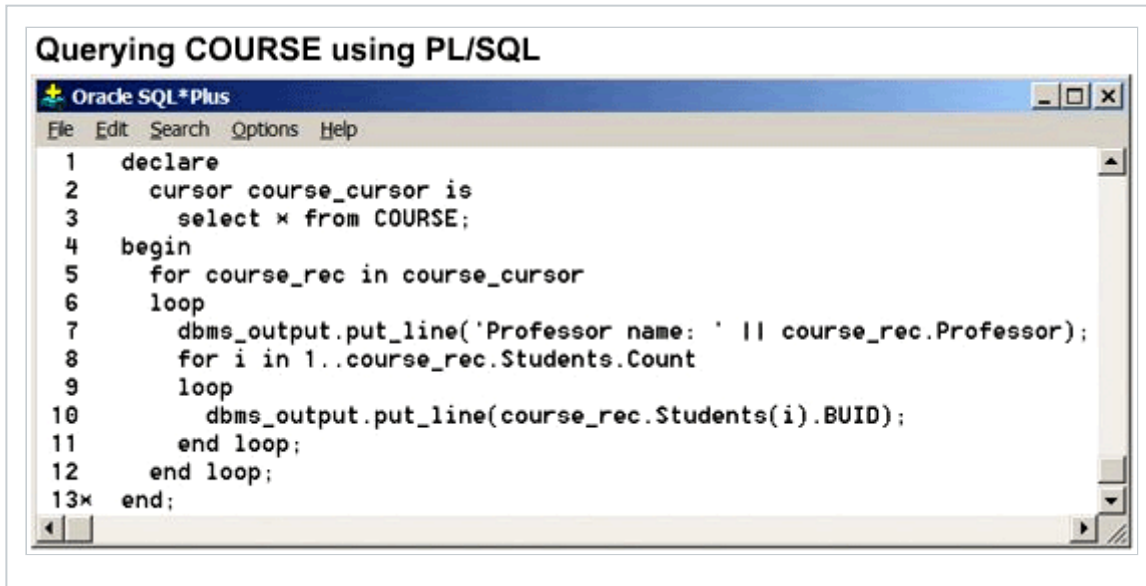 Querying COURSE using PL/SQL
Oracle SQL*Plus
File Edit Search Options Help
1 declare
2 cursor course_cursor is
3 select * from COURSE;
4 begin
5 for course_rec in course_cursor
6 loop
7 dbms_output.put_line('Professor name: ' || course_rec.Professor);
8 for i in 1..course_rec.Students.Count
9 loop
10 dbms_output.put_line(course_rec.Students(i).BUID);
11 end loop;
12 end loop;
13* end;